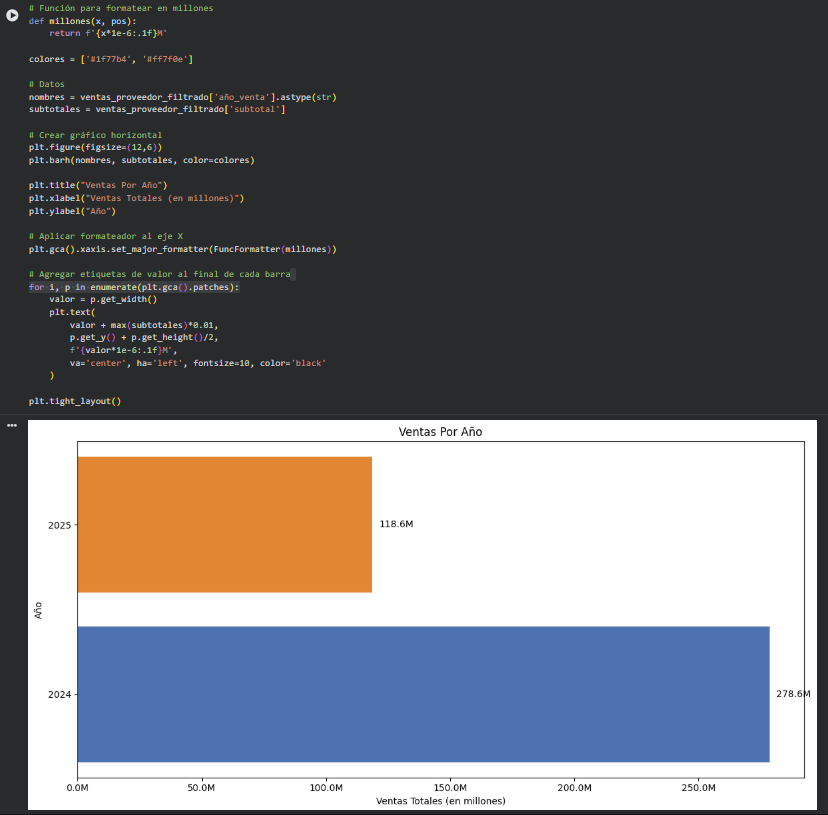 # Función para formatear en millones
def millones(x, pos):
    return f'{x*1e-6:.1f}M'
colores = ['#1f77b4', '#ff7f0e']
# Datos
nombres = ventas_proveedor_filtrado['año_venta'].astype(str)
subtotales = ventas_proveedor_filtrado['subtotal']
# Crear gráfico horizontal
plt.figure(figsize=(12,6))
plt.barh(nombres, subtotales, color=colores)
plt.title("Ventas Por Año")
plt.xlabel("Ventas Totales (en millones)")
plt.ylabel("Año")
# Aplicar formateador al eje X
plt.gca().xaxis.set_major_formatter(FuncFormatter(millones))
# Agregar etiquetas de valor al final de cada barra
for i, p in enumerate(plt.gca().patches):
    valor = p.get_width()
    plt.text(
        valor + max(subtotales)*0.01,
        p.get_y() + p.get_height()/2,
        f'{valor*1e-6:.1f}M',
        va='center', ha='left', fontsize=10, color='black'
    )
plt.tight_layout()
Ventas Por Año
2025
118.6M
Año
2024
278.6M
0.0M 50.0M 100.0M 150.0M 200.0M 250.0M
Ventas Totales (en millones)